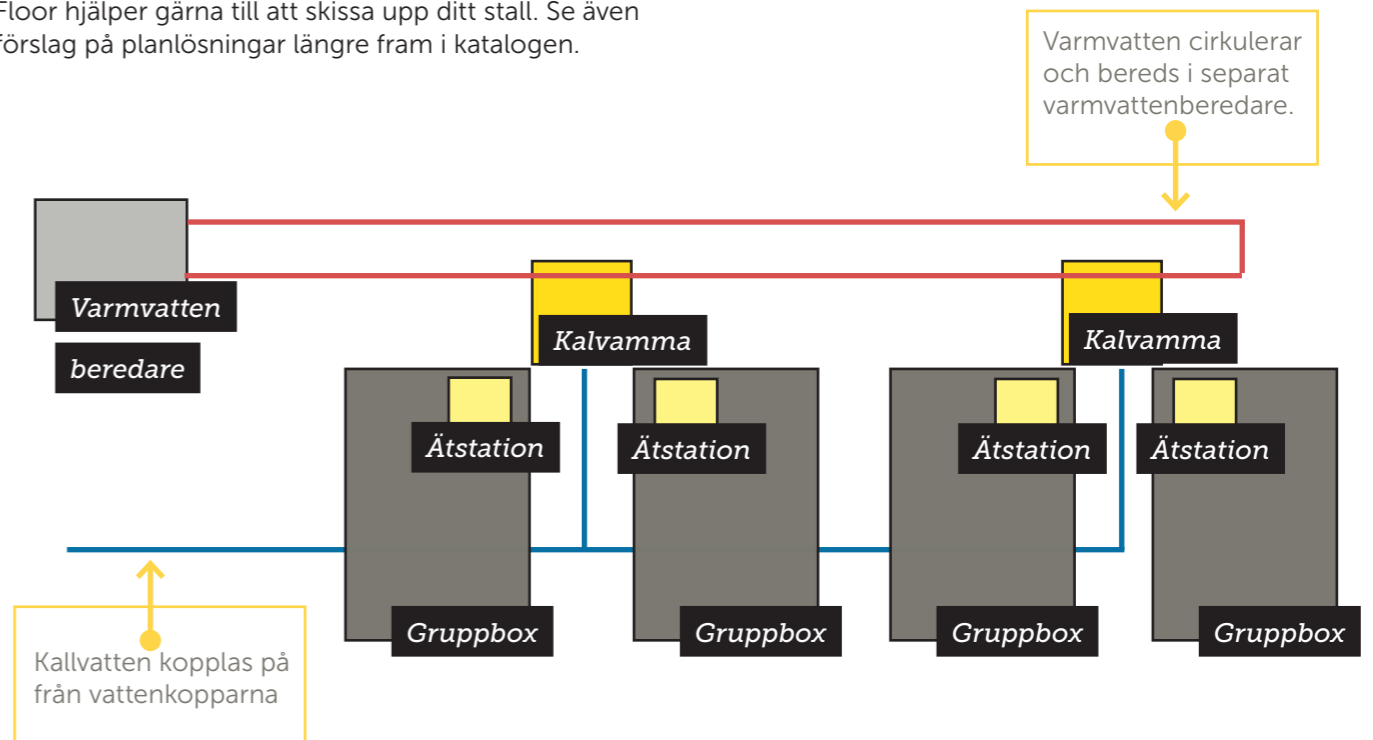 Floor hjälper gärna till att skissa upp ditt stall. Se även
förslag på planlösningar längre fram i katalogen.
Varmvatten cirkulerar
och bereds i separat
varmvattenberedare.
Varmvatten
beredare
Kalvamma
Kalvamma
Ätstation
Ätstation
Ätstation
Ätstation
Gruppbox
Gruppbox
Gruppbox
Gruppbox
Kallvatten kopplas på
från vattenkopparna